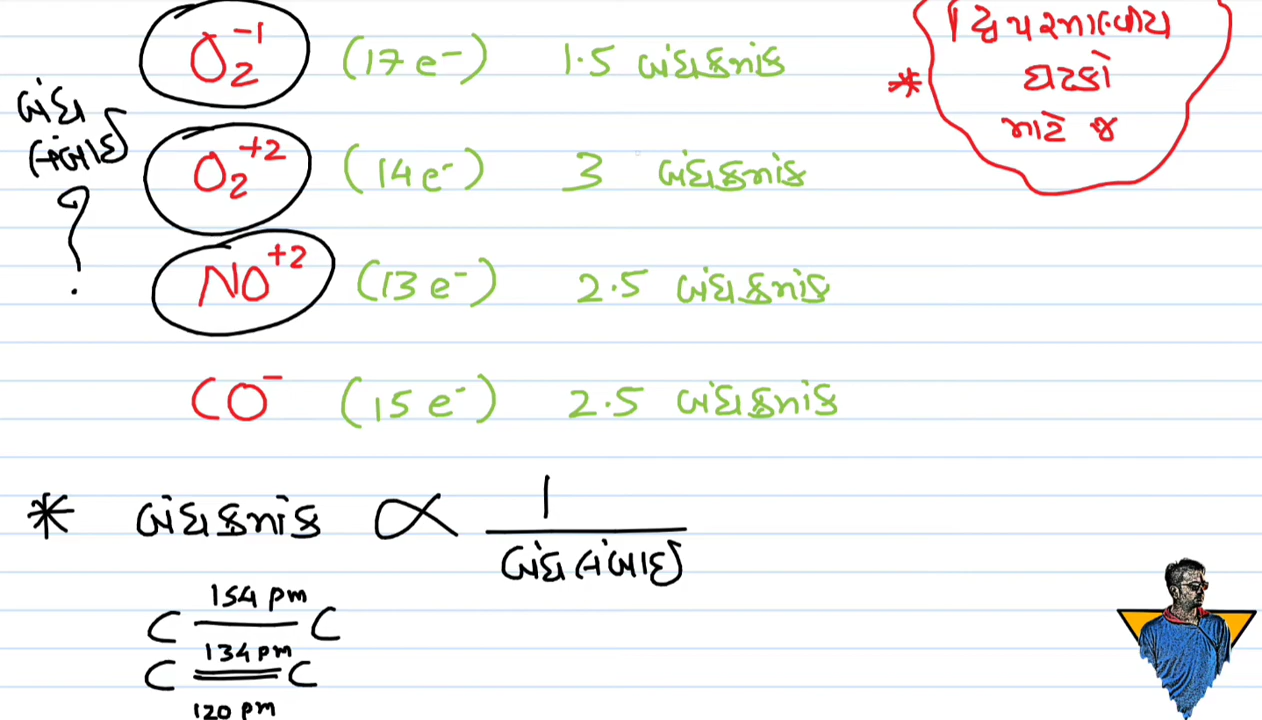 O₂⁻¹ (17 e⁻) 1.5 બંધક્રમાંક
O₂⁺² (14 e⁻) 3 બંધક્રમાંક
NO⁺² (13 e⁻) 2.5 બંધક્રમાંક
CO⁻ (15 e⁻) 2.5 બંધક્રમાંક
બંધ
લંબાઈ
?
દ્વિપરમાણ્વીય
* ઘટકો
માટે જ
* બંધક્રમાંક ∝ 1
બંધ લંબાઈ
154 pm
C — C
134 pm
C = C
120 pm